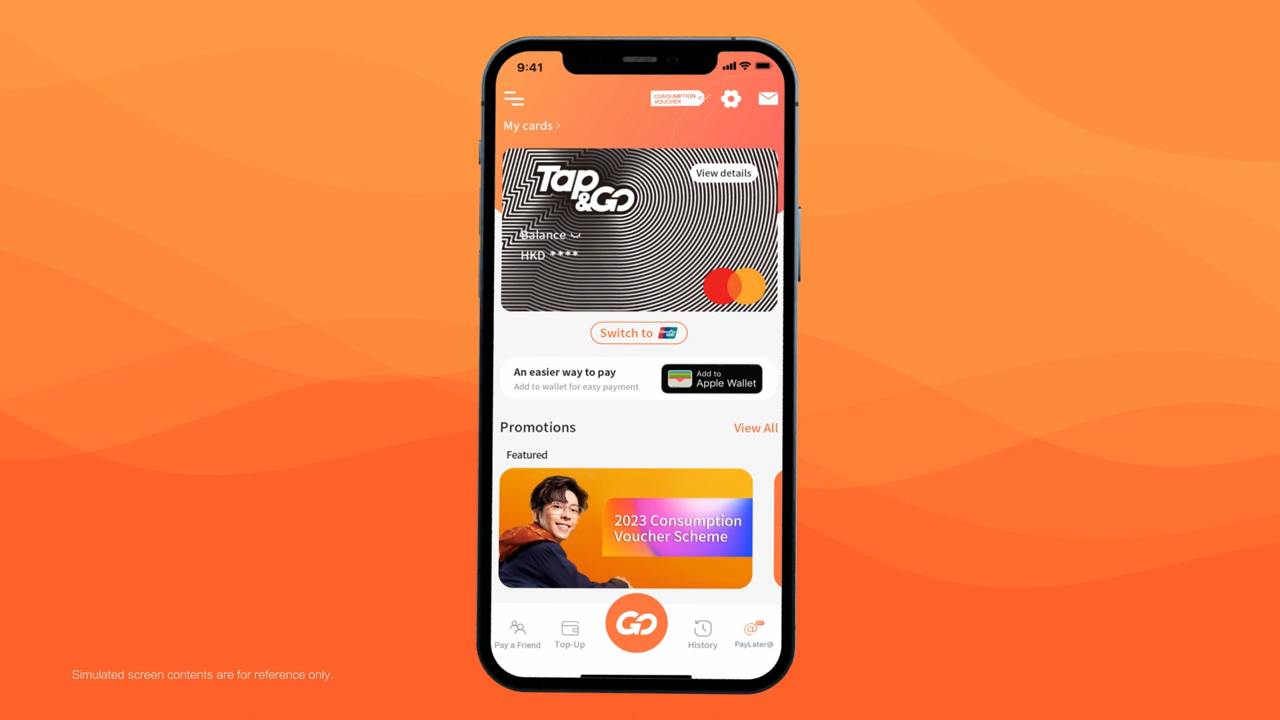 9:41
CONSUMPTION
VOUCHER
My cards >
Tap
&GO
View details
Balance
HKD ****
Switch to
An easier way to pay
Add to wallet for easy payment
Add to
Apple Wallet
Promotions
View All
Featured
2023 Consumption
Voucher Scheme
GO
Pay a Friend
Top-Up
History
PayLater@
Simulated screen contents are for reference only.